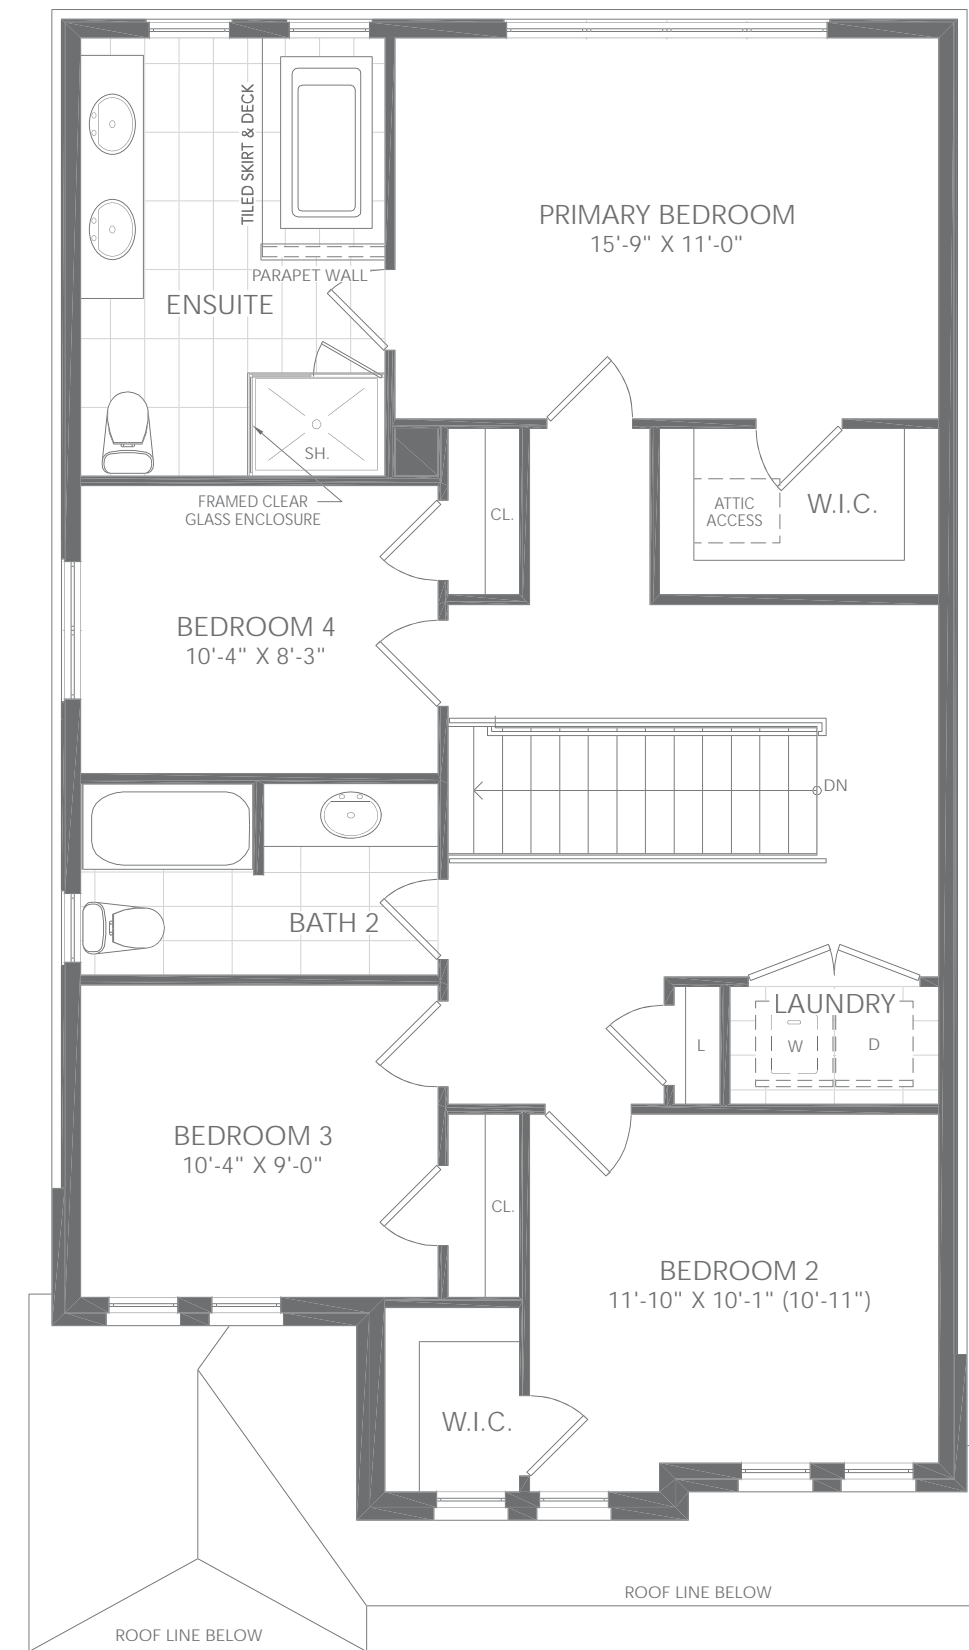 TILED SKIRT & DECK
PRIMARY BEDROOM
15'-9" X 11'-0"
PARAPET WALL
ENSUITE
SH.
FRAMED CLEAR
GLASS ENCLOSURE
CL.
ATTIC
ACCESS
W.I.C.
BEDROOM 4
10'-4" X 8'-3"
DN
BATH 2
LAUNDRY
L
W
D
BEDROOM 3
10'-4" X 9'-0"
CL.
BEDROOM 2
11'-10" X 10'-1" (10'-11")
W.I.C.
ROOF LINE BELOW
ROOF LINE BELOW